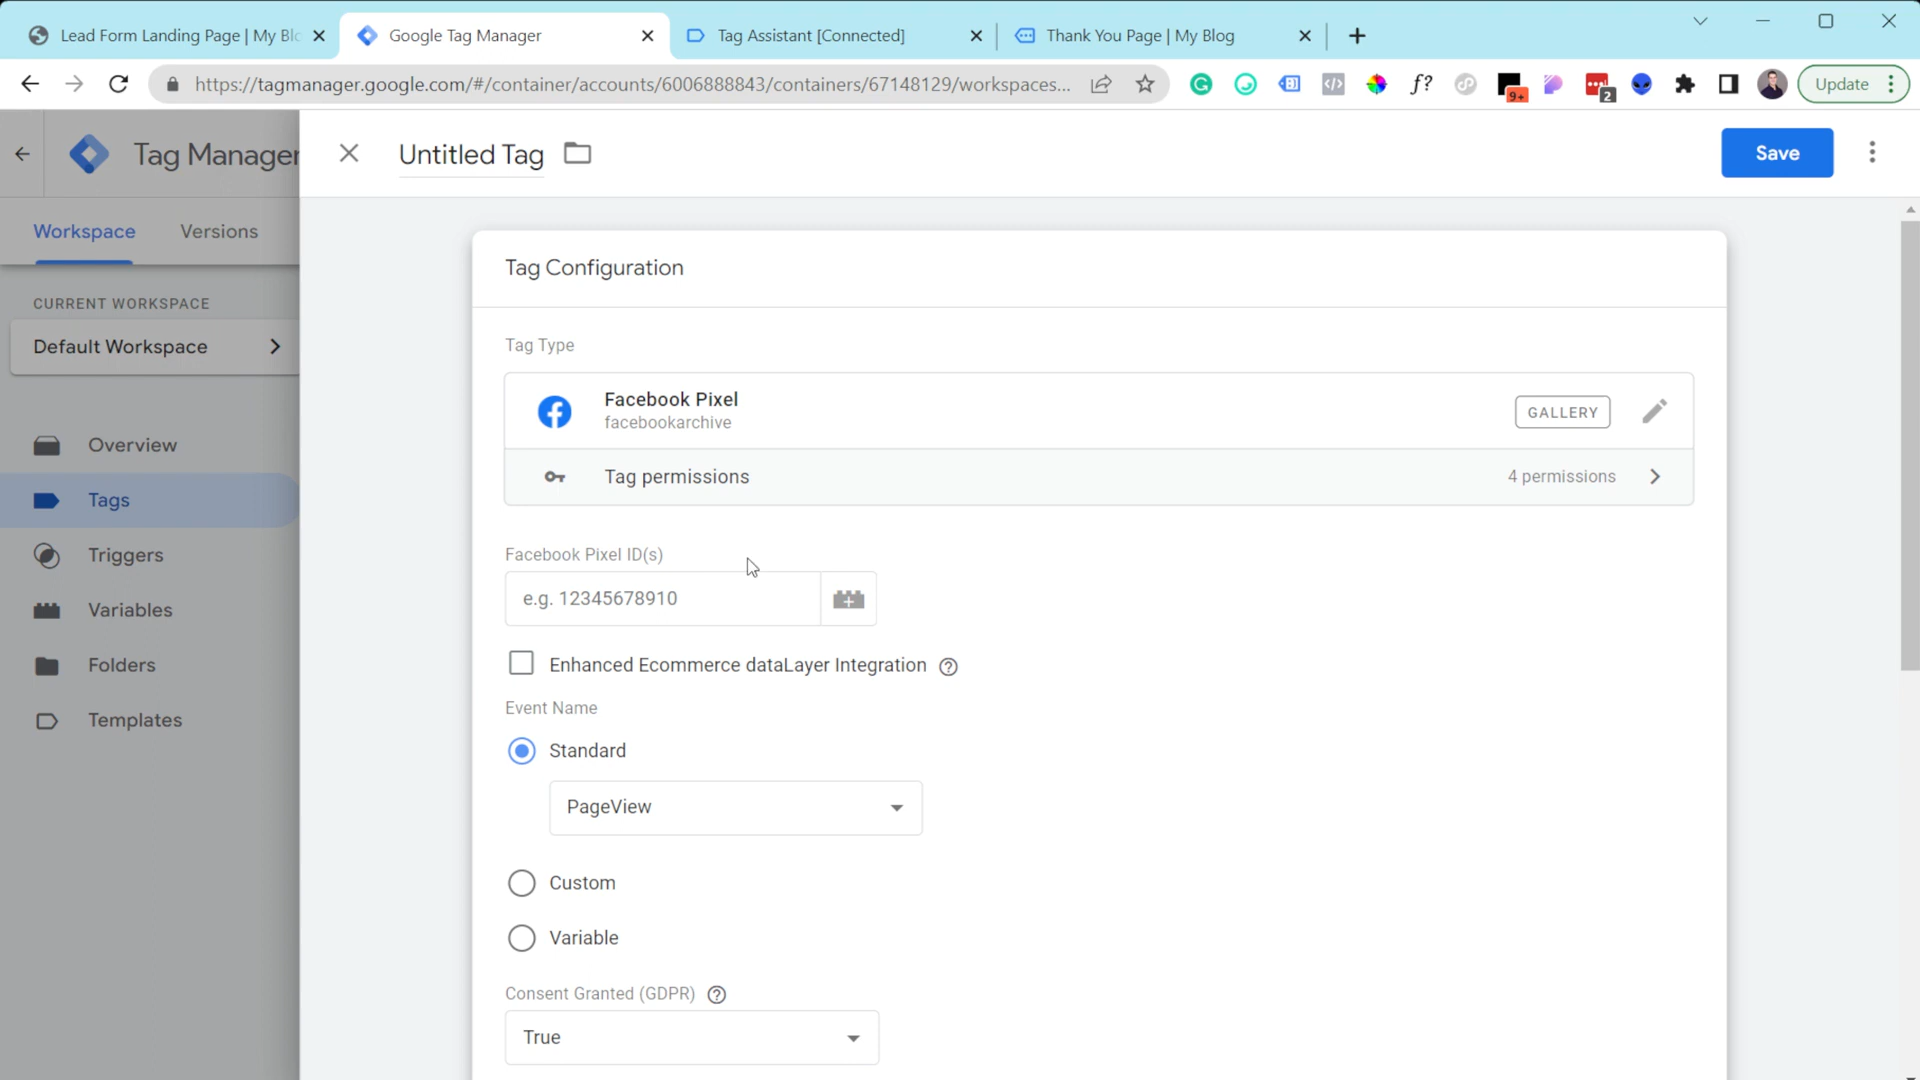 Lead Form Landing Page | My Blo
Google Tag Manager
Tag Assistant [Connected]
Thank You Page | My Blog
https://tagmanager.google.com/#/container/accounts/6006888843/containers/67148129/workspaces...
f?
9+
2
Update
Tag Manager
Untitled Tag
Save
Workspace
Versions
CURRENT WORKSPACE
Default Workspace
Overview
Tags
Triggers
Variables
Folders
Templates
Tag Configuration
Tag Type
Facebook Pixel
facebookarchive
GALLERY
Tag permissions
4 permissions
Facebook Pixel ID(s)
e.g. 12345678910
Enhanced Ecommerce dataLayer Integration
Event Name
Standard
PageView
Custom
Variable
Consent Granted (GDPR)
True